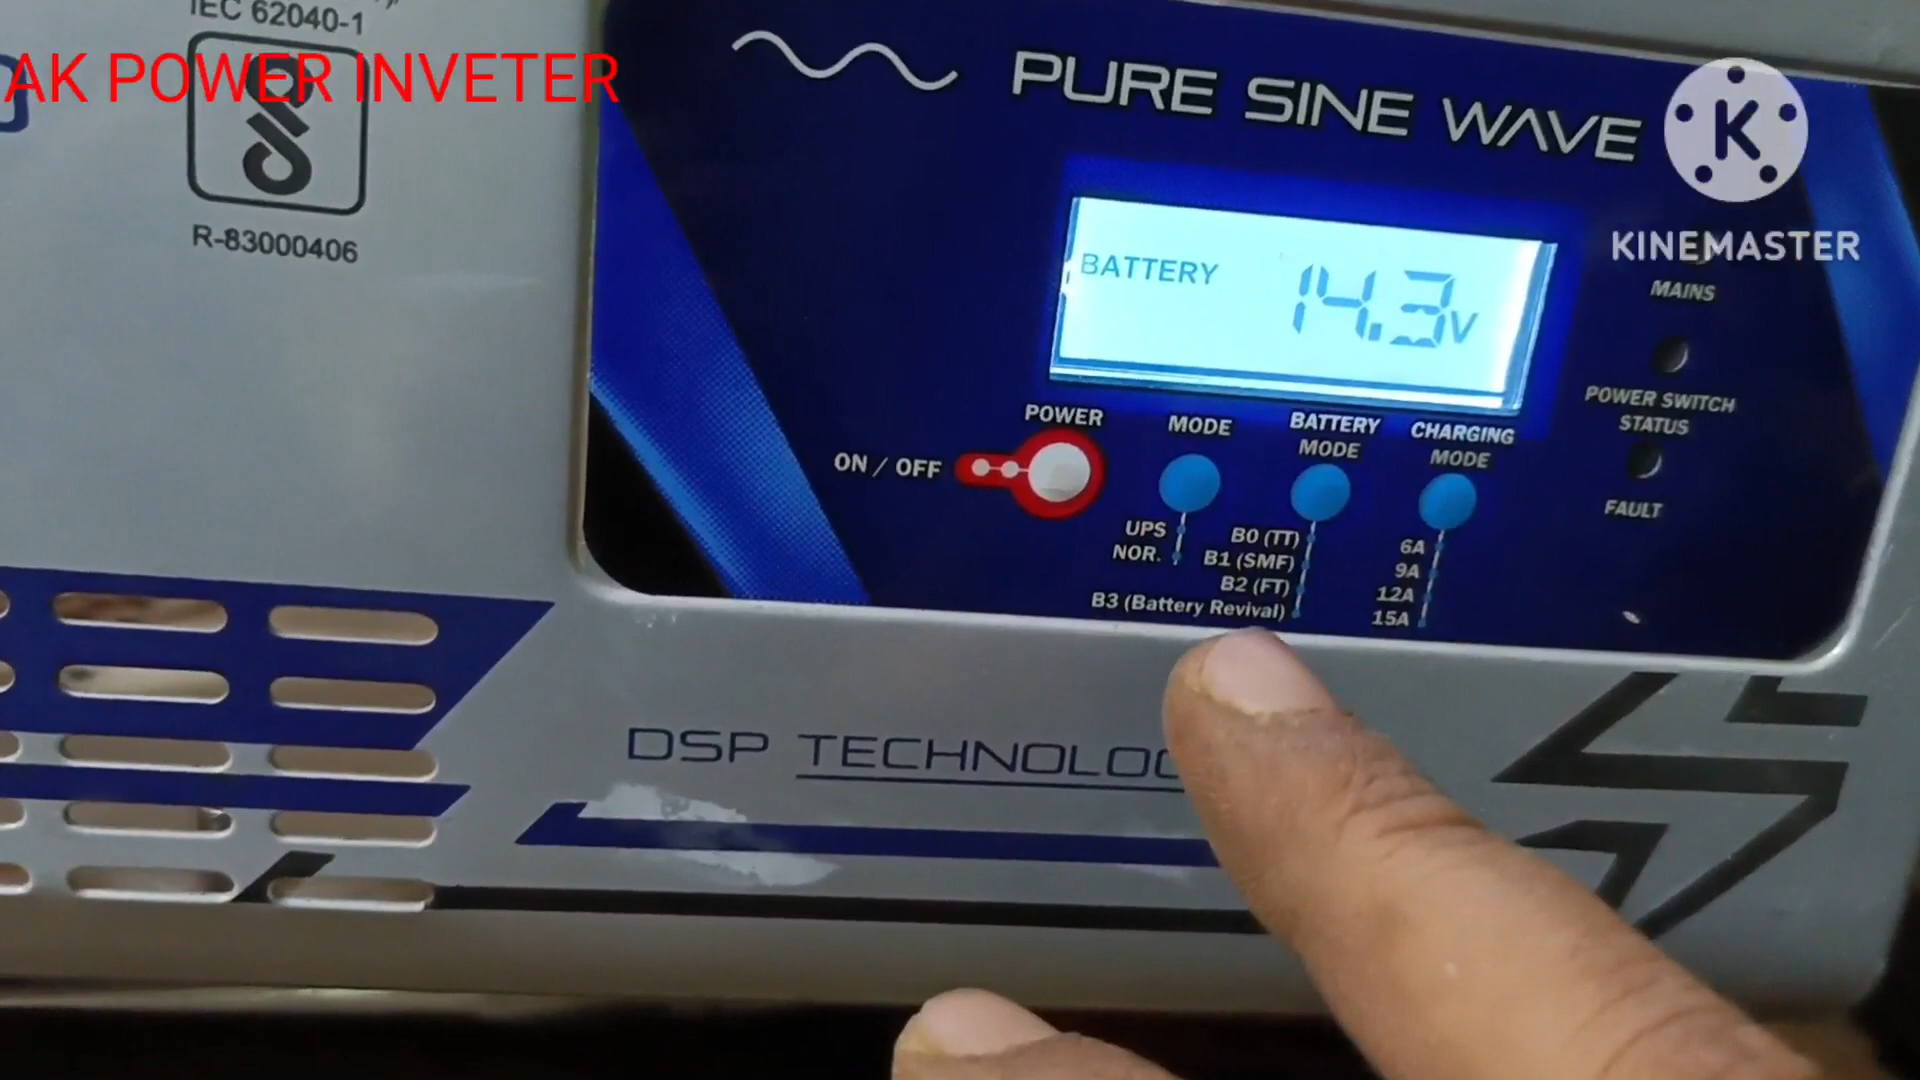 IEC 62040-1
AK POWER INVETER
R-83000406
PURE SINE WAVE
K
KINEMASTER
BATTERY 14.3V
MAINS
POWER SWITCH
STATUS
FAULT
POWER
ON / OFF
MODE
UPS
NOR.
BATTERY
MODE
B0 (TT)
B1 (SMF)
B2 (FT)
B3 (Battery Revival)
CHARGING
MODE
6A
9A
12A
15A
DSP TECHNOLO